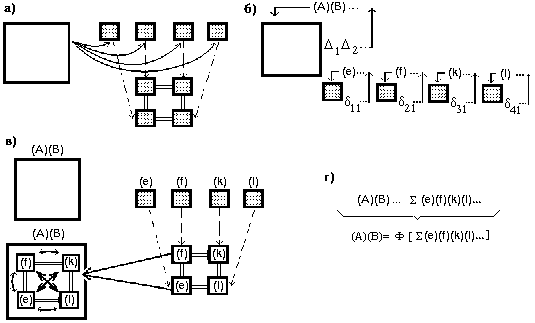 а)
б)
(A)(B) ...
Δ₁Δ₂ ....
(e)... (f)... (k)... (l)...
δ₁₁ δ₂₁ δ₃₁ δ₄₁
в)
(A)(B)
(e) (f) (k) (l)
(A)(B)
(f) (k)
(e) (l)
(f) (k)
(e) (l)
г)
(A)(B) ... Σ (e)(f)(k)(l)...
(A)(B)= Φ [ Σ(e)(f)(k)(l)...]